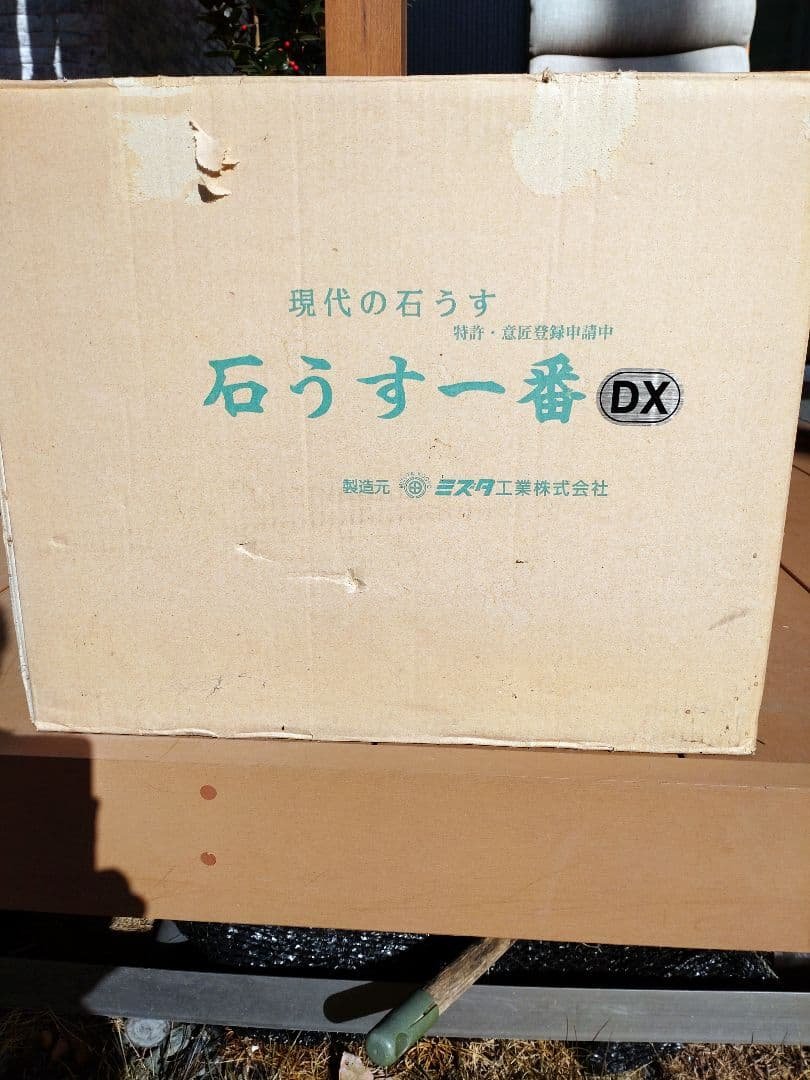 現代の石うす
特許・意匠登録申請中
石うす一番 DX
製造元 ミズタ工業株式会社